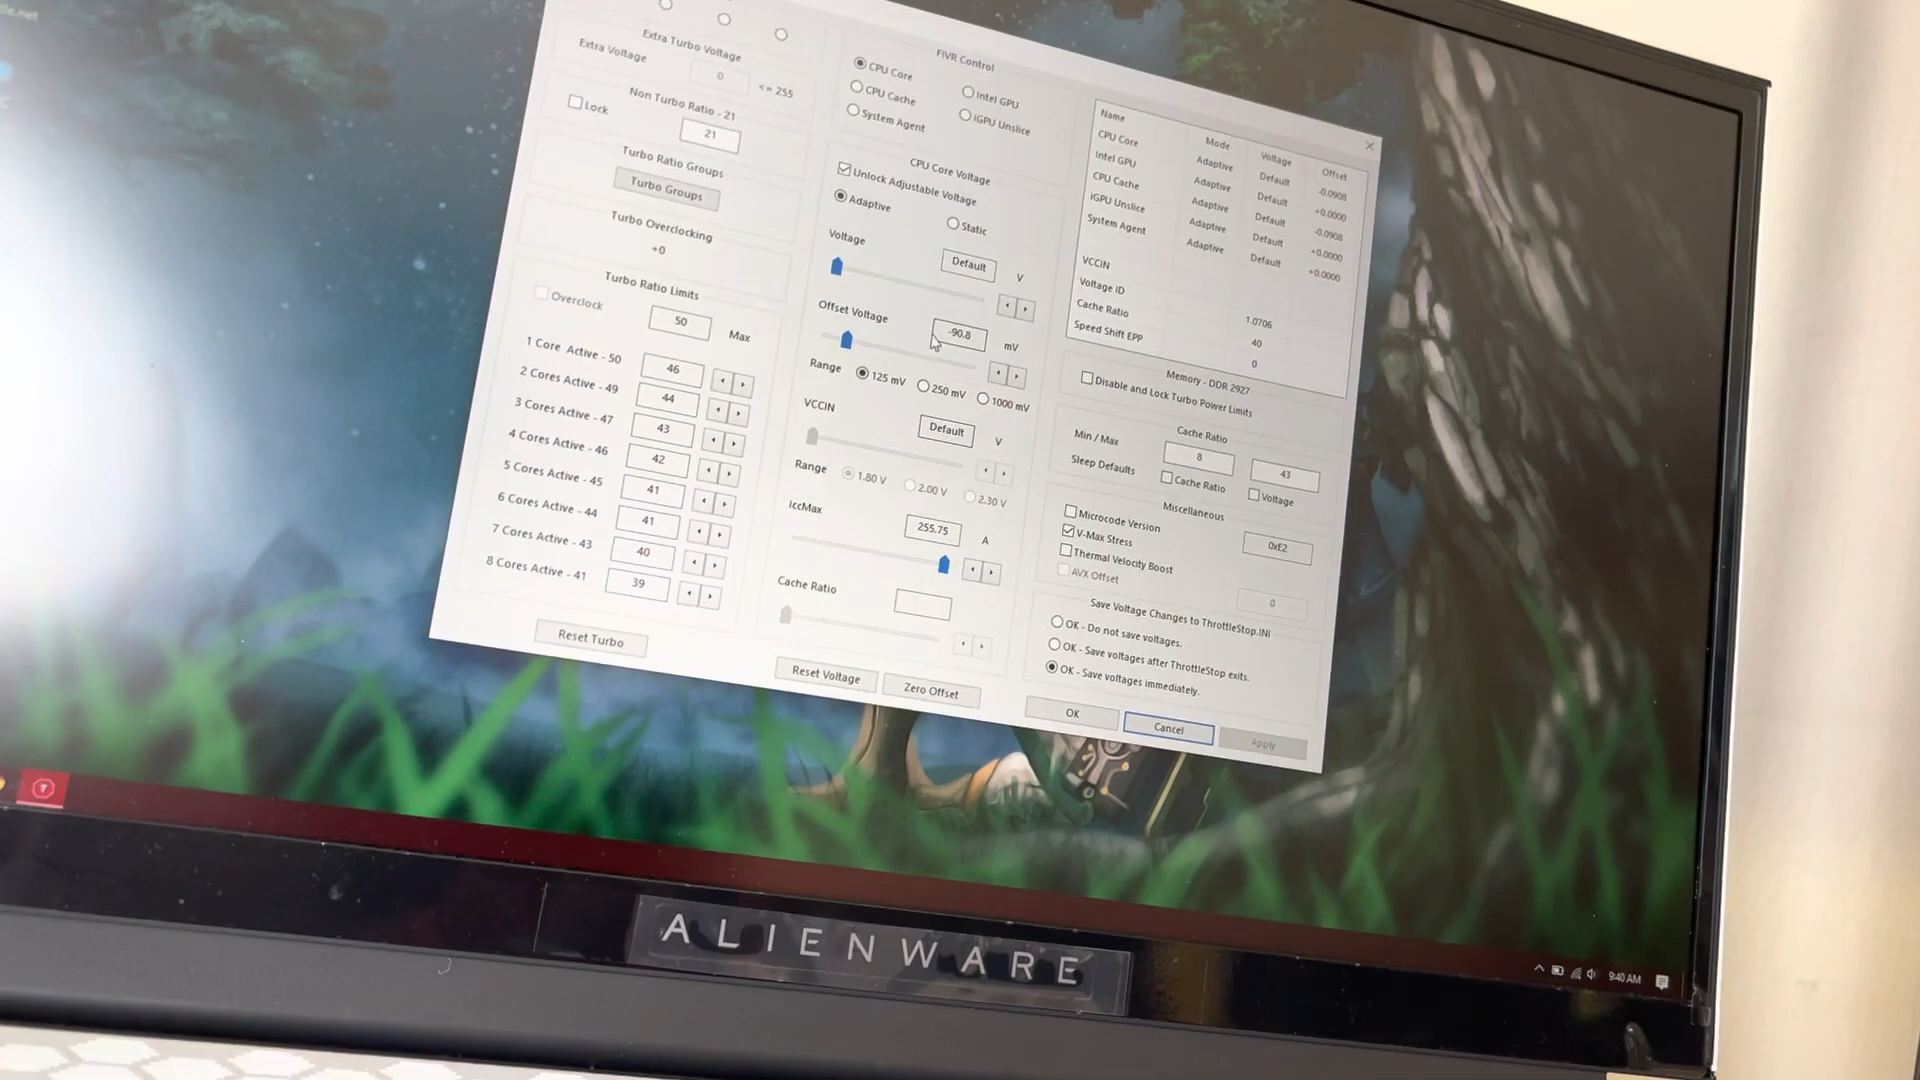 Extra Turbo Voltage
Extra Voltage
0
<= 255
Non Turbo Ratio - 21
Lock
21
Turbo Ratio Groups
Turbo Groups
Turbo Overclocking
+0
Turbo Ratio Limits
Overclock
50
Max
1 Core Active - 50
46
2 Cores Active - 49
44
3 Cores Active - 47
43
4 Cores Active - 46
42
5 Cores Active - 45
41
6 Cores Active - 44
41
7 Cores Active - 43
40
8 Cores Active - 41
39
Reset Turbo
FIVR Control
CPU Core
Intel GPU
CPU Cache
iGPU Unslice
System Agent
CPU Core Voltage
Unlock Adjustable Voltage
Adaptive
Static
Voltage
Default
V
Offset Voltage
-90.8
mV
Range
125 mV
250 mV
1000 mV
VCCIN
Default
V
Range
1.80 V
2.00 V
2.30 V
IccMax
255.75
A
Cache Ratio
Reset Voltage
Zero Offset
Name Mode Voltage Offset
CPU Core Adaptive Default -0.0908
Intel GPU Adaptive Default +0.0000
CPU Cache Adaptive Default -0.0908
iGPU Unslice Adaptive Default +0.0000
System Agent Adaptive Default +0.0000
VCCIN
Voltage ID 1.0706
Cache Ratio 40
Speed Shift EPP 0
Memory - DDR 2927
Disable and Lock Turbo Power Limits
Cache Ratio
Min / Max
8
43
Sleep Defaults
Cache Ratio
Voltage
Miscellaneous
Microcode Version
0xE2
V-Max Stress
Thermal Velocity Boost
AVX Offset
0
Save Voltage Changes to ThrottleStop.INI
OK - Do not save voltages.
OK - Save voltages after ThrottleStop exits.
OK - Save voltages immediately.
OK
Cancel
Apply
9:40 AM
ALIENWARE